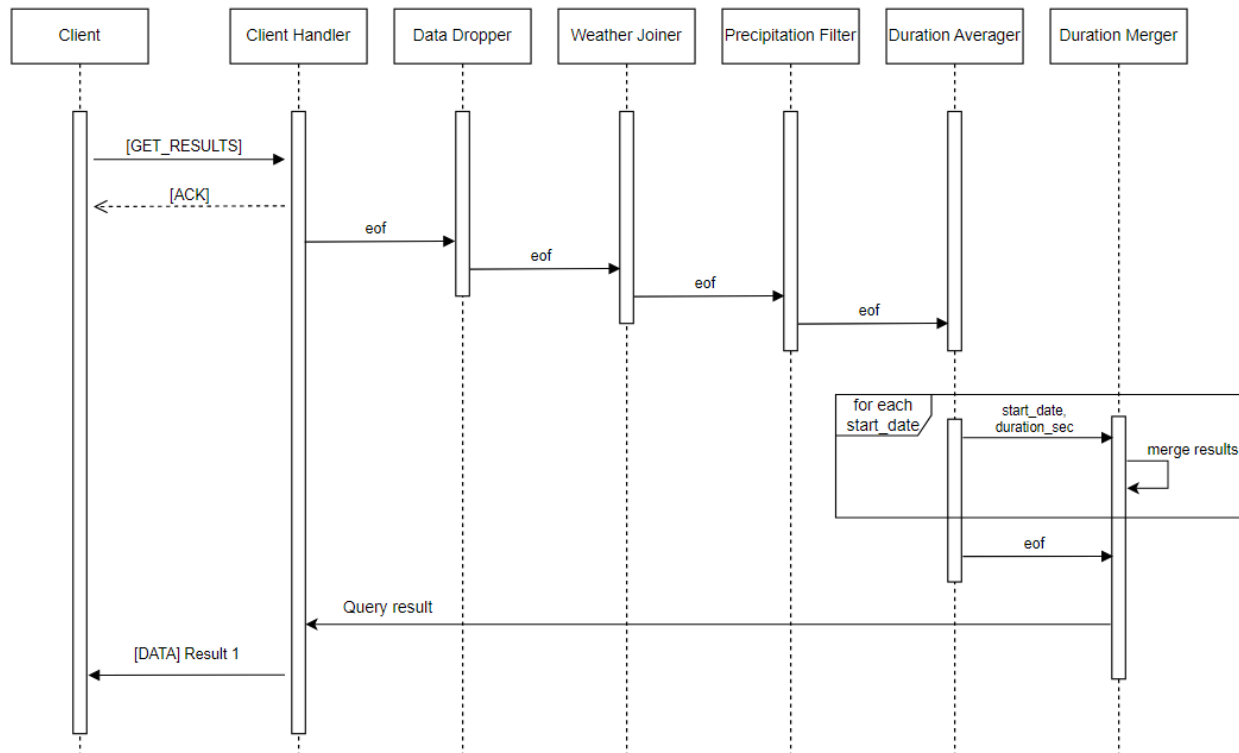 Client
Client Handler
Data Dropper
Weather Joiner
Precipitation Filter
Duration Averager
Duration Merger
[GET_RESULTS]
[ACK]
eof
eof
eof
eof
for each
start_date
start_date,
duration_sec
merge results
eof
Query result
[DATA] Result 1